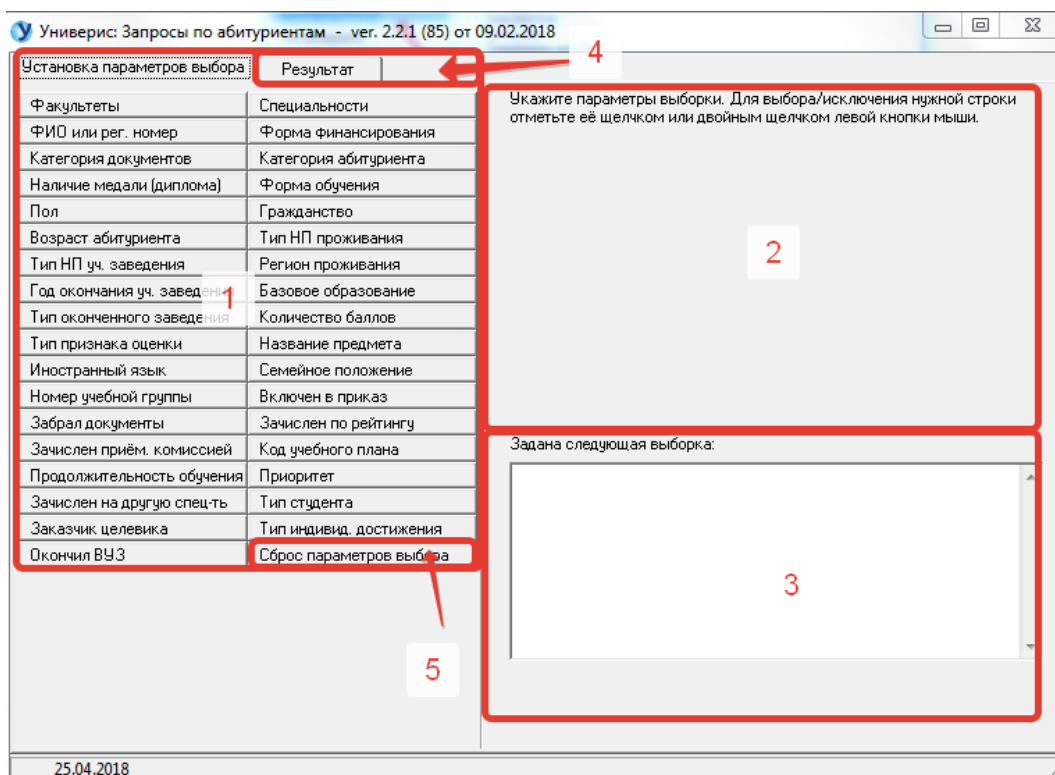 Универис: Запросы по абитуриентам - ver. 2.2.1 (85) от 09.02.2018
4
Установка параметров выбора Результат
Факультеты Специальности
ФИО или рег. номер Форма финансирования
Категория документов Категория абитуриента
Наличие медали (диплома) Форма обучения
Пол Гражданство
Возраст абитуриента Тип НП проживания
Тип НП уч. заведения Регион проживания
Год окончания уч. заведения Базовое образование
1
Тип оконченного заведения Количество баллов
Тип признака оценки Название предмета
Иностранный язык Семейное положение
Номер учебной группы Включен в приказ
Забрал документы Зачислен по рейтингу
Зачислен приём. комиссией Код учебного плана
Продолжительность обучения Приоритет
Зачислен на другую спец-ть Тип студента
Заказчик целевика Тип индивид. достижения
Окончил ВУЗ Сброс параметров выбора
5
Укажите параметры выборки. Для выбора/исключения нужной строки
отметьте её щелчком или двойным щелчком левой кнопки мыши.
2
Задана следующая выборка:
3
25.04.2018